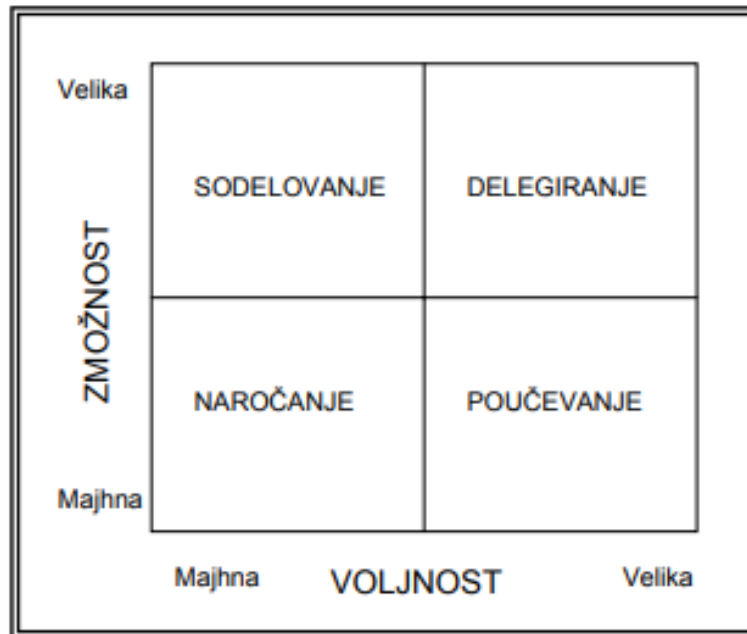 Velika
SODELOVANJE DELEGIRANJE
ZMOŽNOST
NAROČANJE POUČEVANJE
Majhna
Majhna VOLJNOST Velika